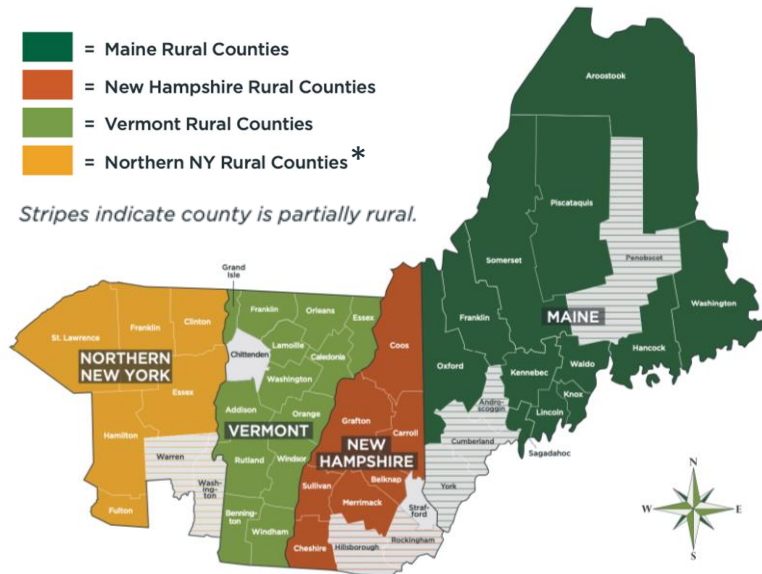 = Maine Rural Counties
= New Hampshire Rural Counties
= Vermont Rural Counties
= Northern NY Rural Counties*
Stripes indicate county is partially rural.
Aroostook
Piscataquis
Somerset
Penobscot
Washington
Franklin
MAINE
Hancock
Oxford
Kennebec
Waldo
Knox
Lincoln
Sagadahoc
Andro-
scoggin
Cumberland
York
Grand
Isle
Franklin
Orleans
Essex
Chittenden
Lamoille
Caledonia
Washington
Addison
Orange
VERMONT
Rutland
Windsor
Benning-
ton
Windham
Coos
Grafton
Carroll
NEW
HAMPSHIRE
Sullivan
Belknap
Merrimack
Straf-
ford
Cheshire
Hillsborough
Rockingham
St. Lawrence
Franklin
Clinton
NORTHERN
NEW YORK
Essex
Hamilton
Warren
Wash-
ing-
ton
Fulton
N
W
E
S